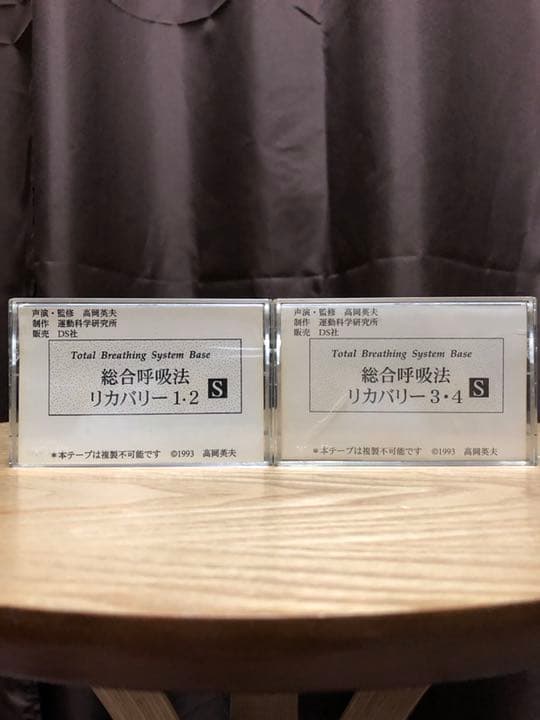 声演・監修 高岡英夫
制作 運動科学研究所
販売 DS社
Total Breathing System Base
総合呼吸法
リカバリー 1・2 S
＊本テープは複製不可能です ©1993 高岡英夫
声演・監修 高岡英夫
制作 運動科学研究所
販売 DS社
Total Breathing System Base
総合呼吸法
リカバリー 3・4 S
＊本テープは複製不可能です ©1993 高岡英夫